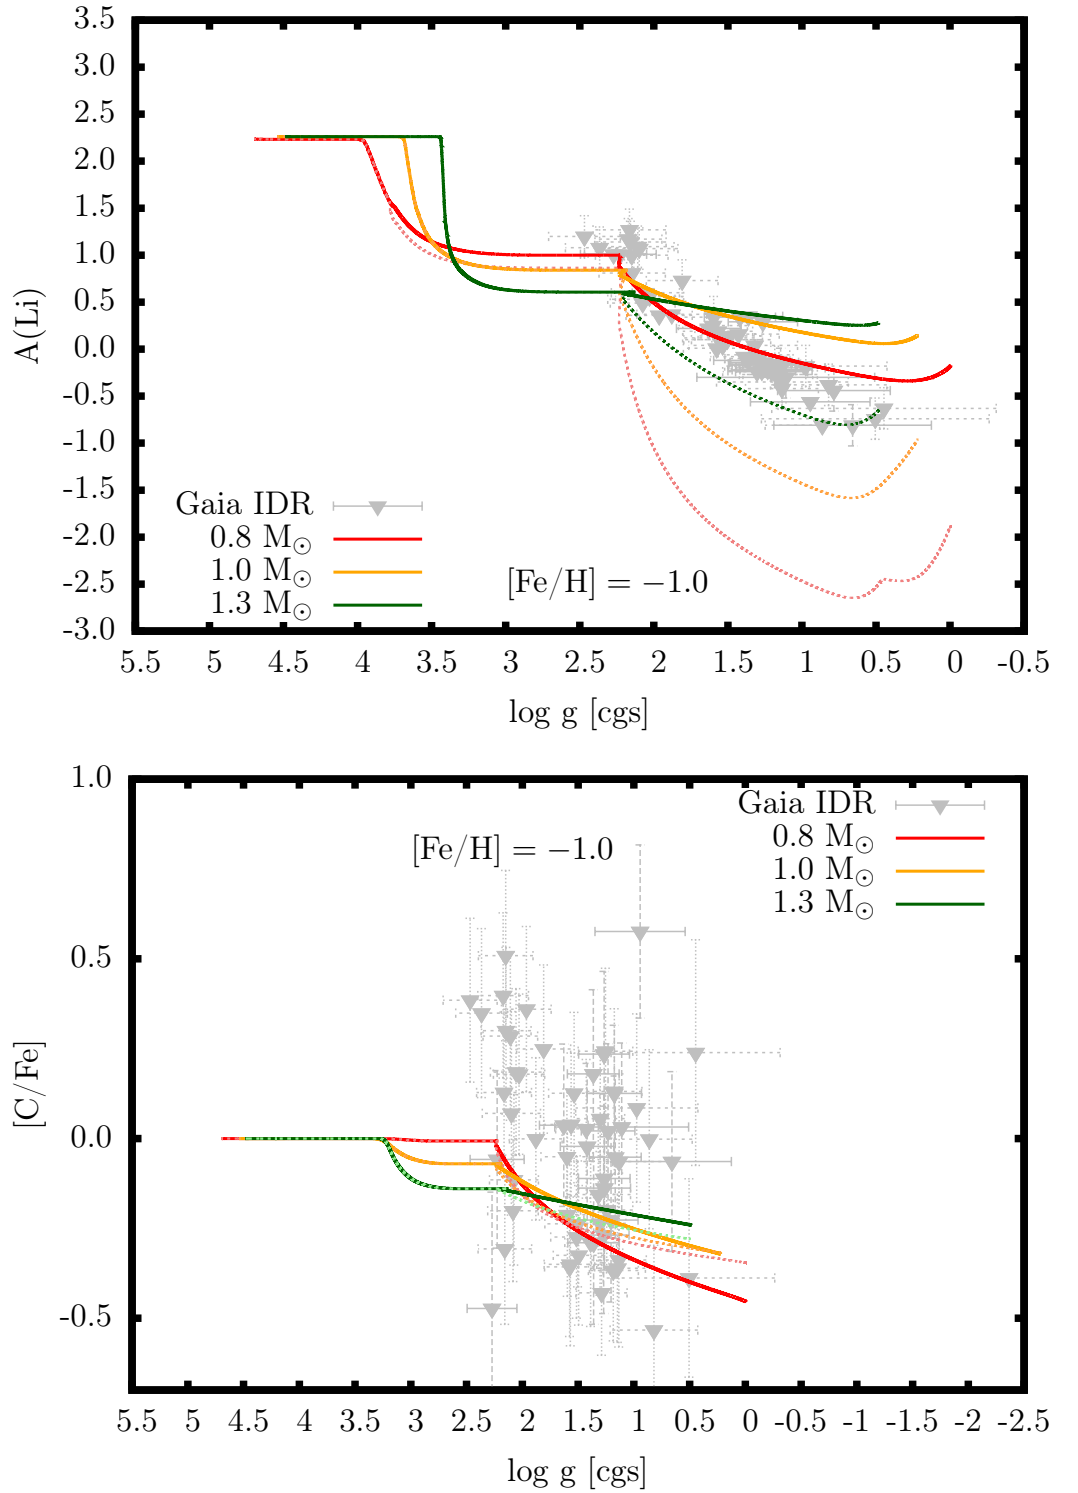 3.5
3.0
2.5
2.0
1.5
1.0
0.5
0.0
-0.5
-1.0
-1.5
-2.0
-2.5
-3.0
A(Li)
Gaia IDR
0.8 M⊙
1.0 M⊙
1.3 M⊙
[Fe/H] = −1.0
5.5 5 4.5 4 3.5 3 2.5 2 1.5 1 0.5 0 -0.5
log g [cgs]
1.0
0.5
0.0
-0.5
[C/Fe]
Gaia IDR
0.8 M⊙
1.0 M⊙
1.3 M⊙
[Fe/H] = −1.0
5.5 5 4.5 4 3.5 3 2.5 2 1.5 1 0.5 0 -0.5 -1 -1.5 -2 -2.5
log g [cgs]